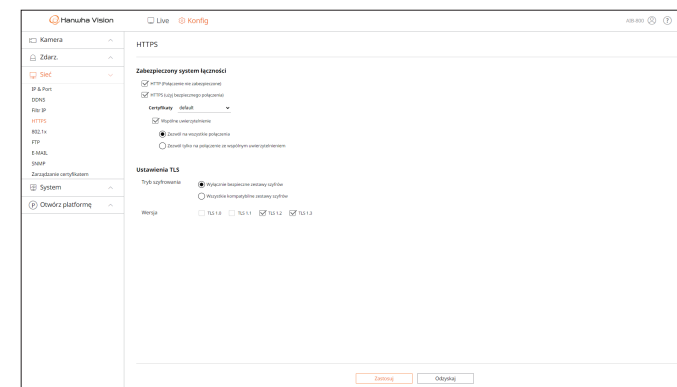 Hanwha Vision
Live
Konfig
AIB-800
Kamera
Zdarz.
Sieć
IP & Port
DDNS
Filtr IP
HTTPS
802.1x
FTP
E-MAIL
SNMP
Zarządzanie certyfikatem
System
Otwórz platformę
HTTPS
Zabezpieczony system łączności
HTTP (Połączenie nie zabezpieczone)
HTTPS (Użyj bezpiecznego połączenia)
Certyfikaty default
Wspólne uwierzytelnianie
Zezwól na wszystkie połączenia
Zezwól tylko na połączenie ze wspólnym uwierzytelnieniem
Ustawienia TLS
Tryb szyfrowania
Wyłącznie bezpieczne zestawy szyfrów
Wszystkie kompatybilne zestawy szyfrów
Wersja TLS 1.0 TLS 1.1 TLS 1.2 TLS 1.3
Zastosuj Odzyskaj